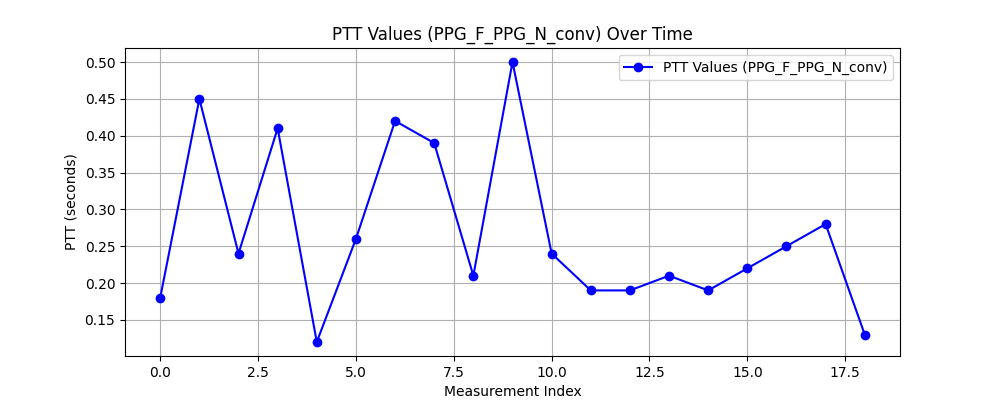 PTT Values (PPG_F_PPG_N_conv) Over Time
PTT Values (PPG_F_PPG_N_conv)
0.50
0.45
0.40
0.35
0.30
0.25
0.20
0.15
PTT (seconds)
0.0 2.5 5.0 7.5 10.0 12.5 15.0 17.5
Measurement Index